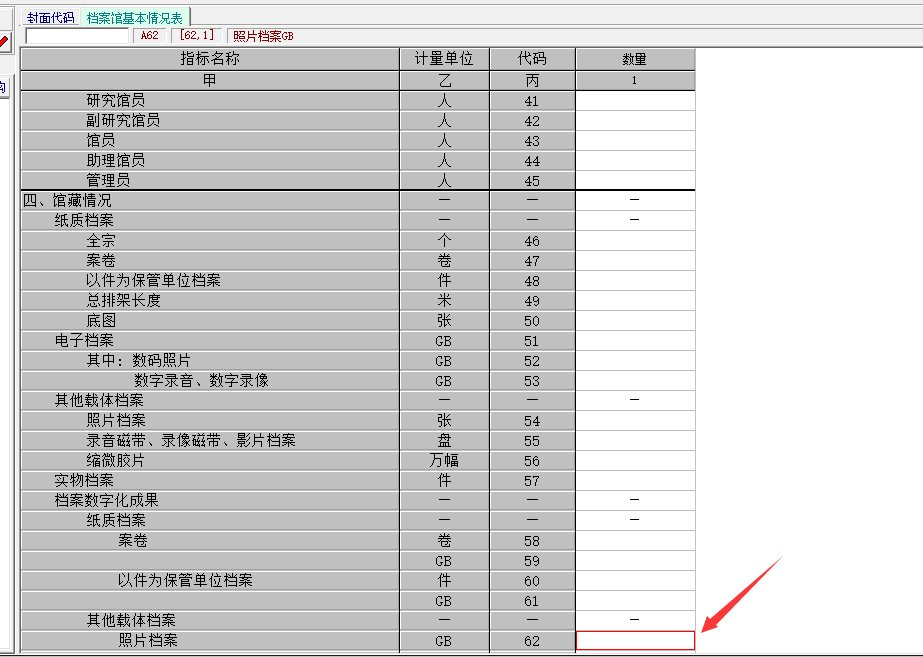 封面代码 档案馆基本情况表
A62 [62,1] 照片档案GB
构
指标名称 计量单位 代码 数量
甲 乙 丙 1
研究馆员 人 41
副研究馆员 人 42
馆员 人 43
助理馆员 人 44
管理员 人 45
四、馆藏情况 — — —
纸质档案 — — —
全宗 个 46
案卷 卷 47
以件为保管单位档案 件 48
总排架长度 米 49
底图 张 50
电子档案 GB 51
其中：数码照片 GB 52
数字录音、数字录像 GB 53
其他载体档案 — — —
照片档案 张 54
录音磁带、录像磁带、影片档案 盘 55
缩微胶片 万幅 56
实物档案 件 57
档案数字化成果 — — —
纸质档案 — — —
案卷 卷 58
GB 59
以件为保管单位档案 件 60
GB 61
其他载体档案 — — —
照片档案 GB 62